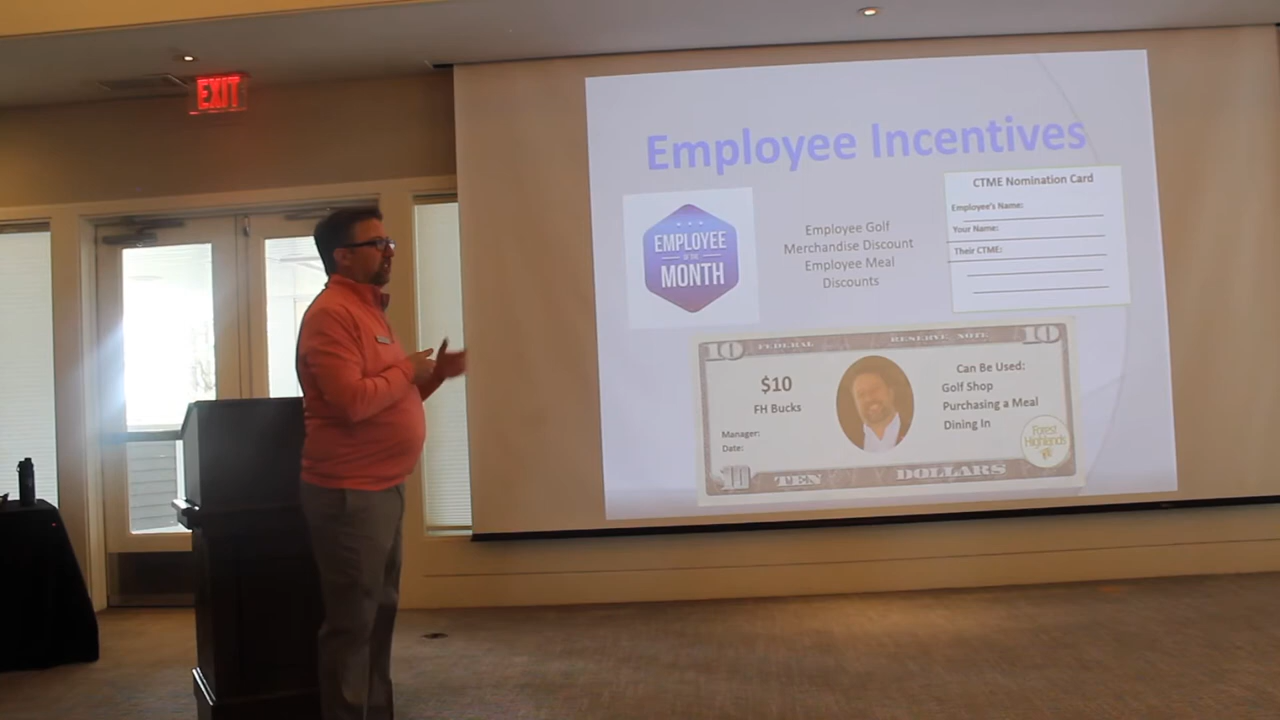 EXIT
Employee Incentives
EMPLOYEE
OF THE
MONTH
Employee Golf
Merchandise Discount
Employee Meal
Discounts
CTME Nomination Card
Employee's Name:
Your Name:
Their CTME:
10 FEDERAL RESERVE NOTE 10
$10
FH Bucks
Manager:
Date:
Can Be Used:
Golf Shop
Purchasing a Meal
Dining In
Forest
Highlands
10 TEN DOLLARS